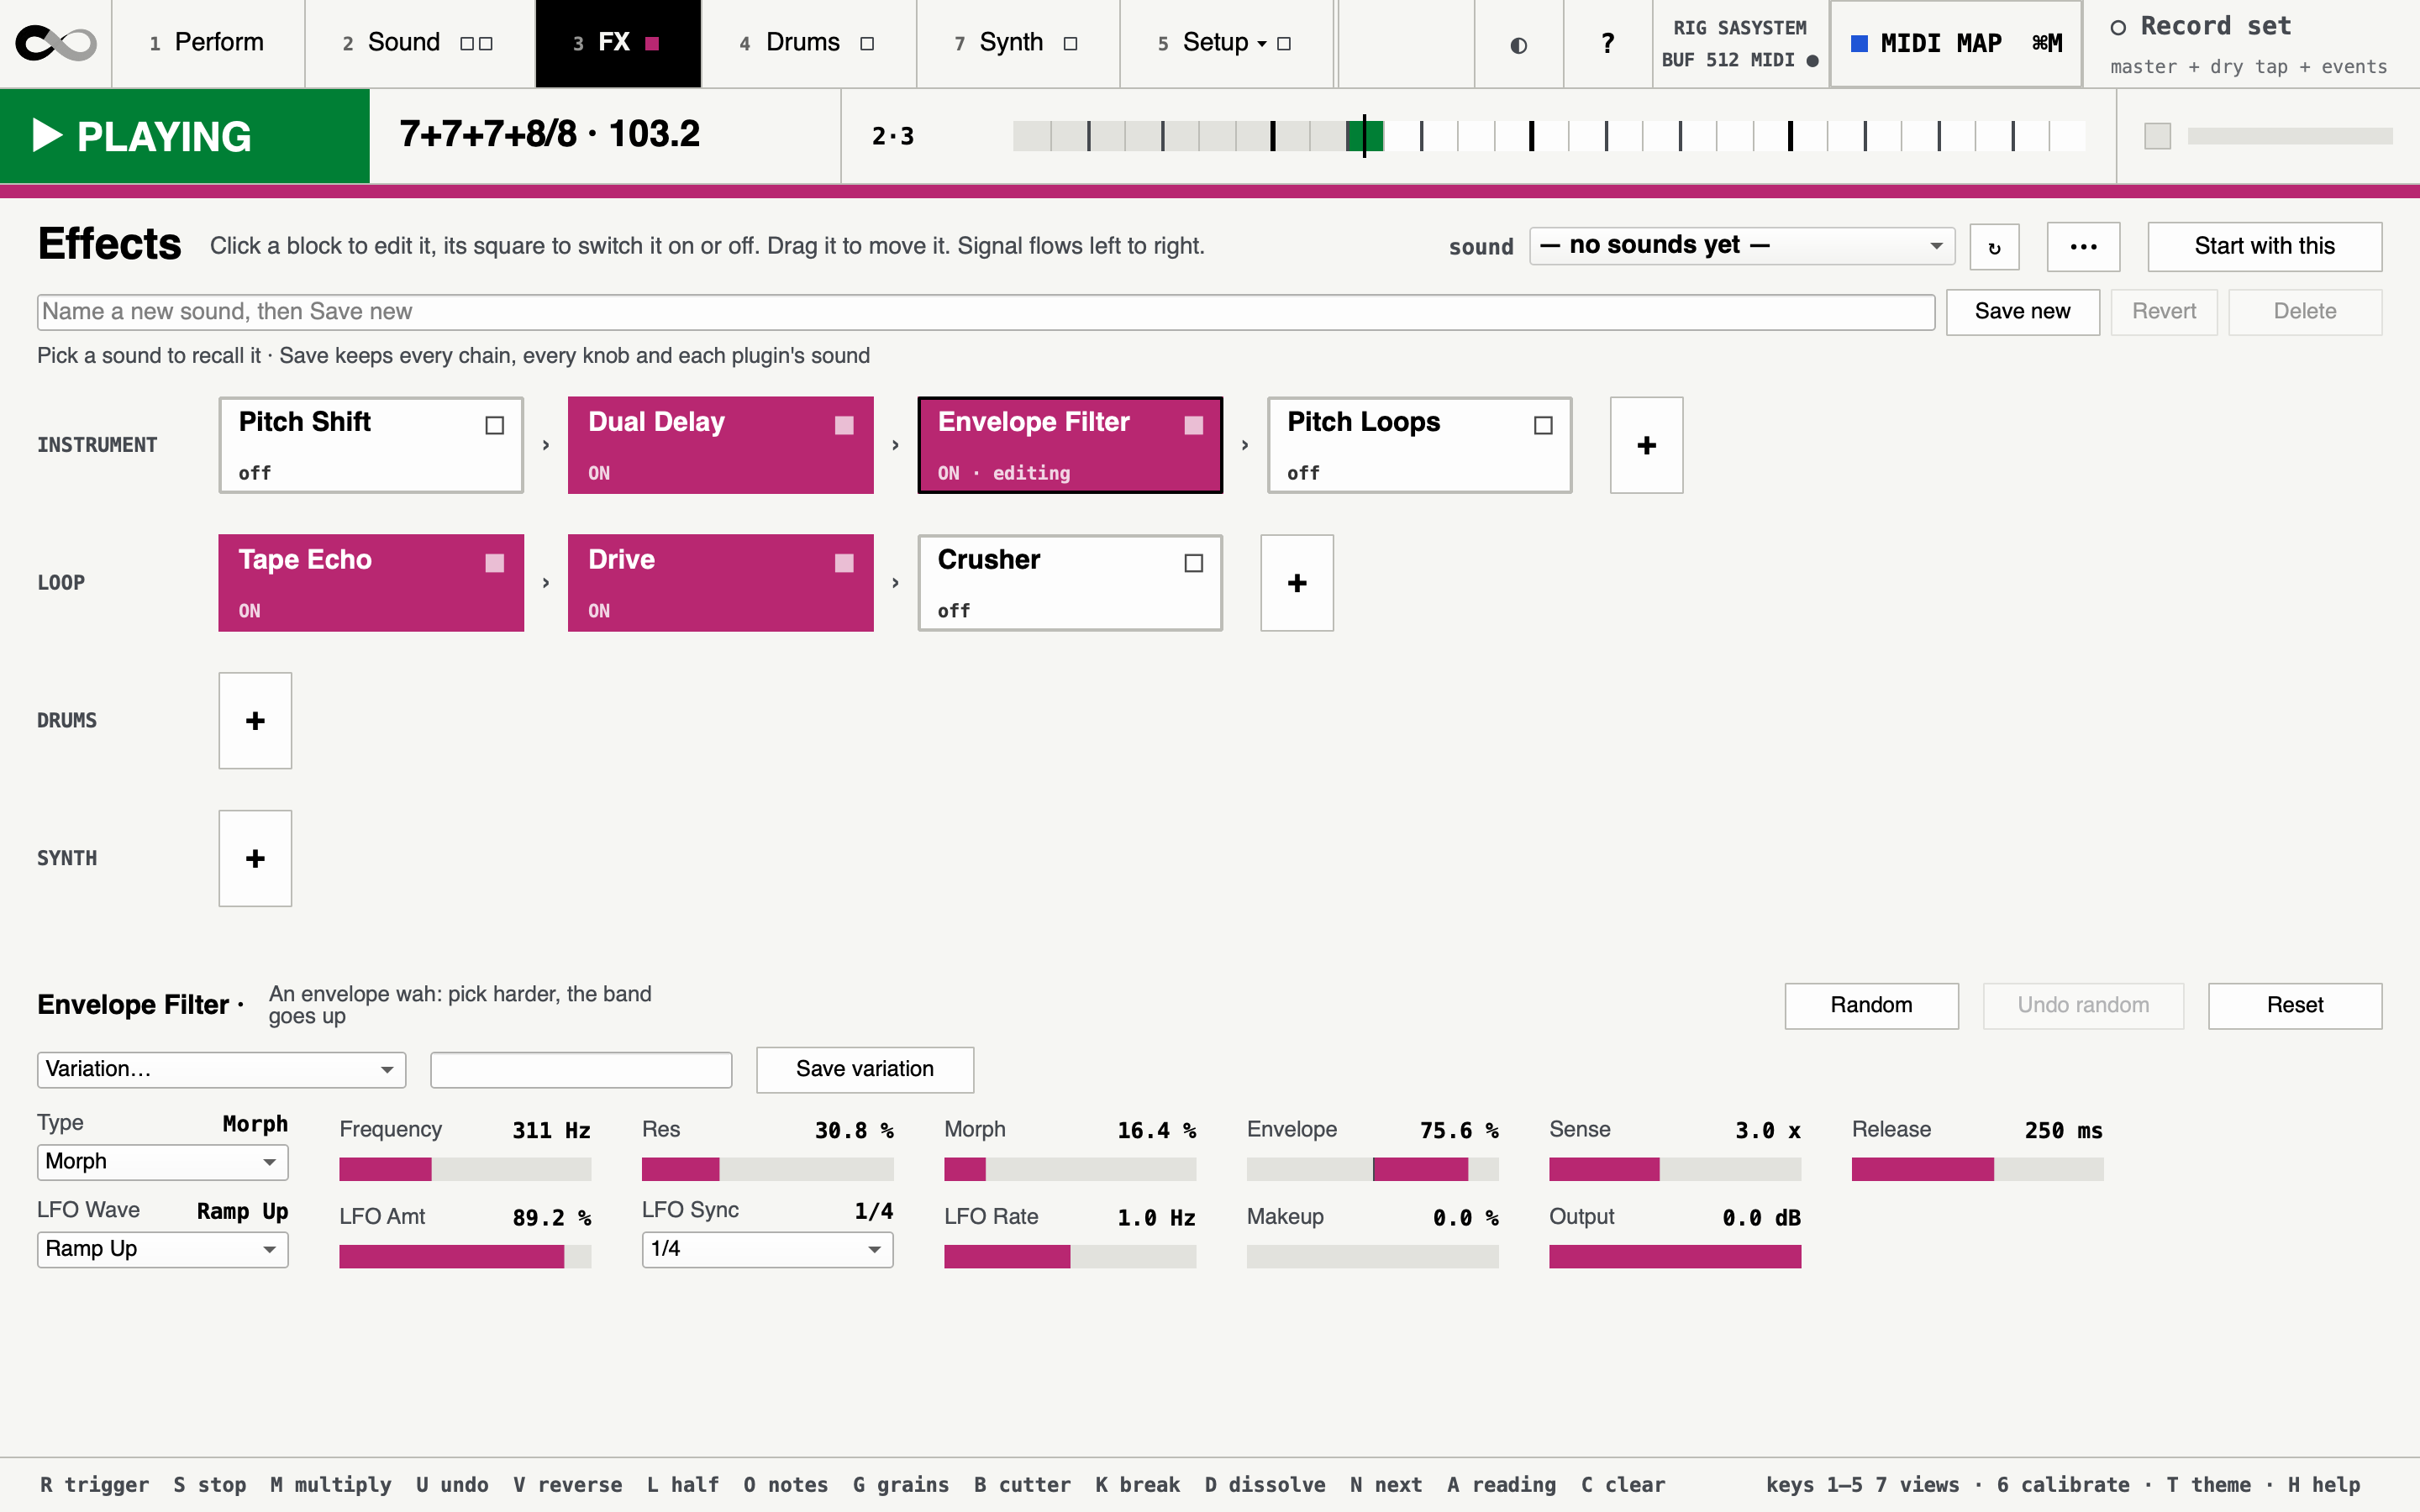 1 Perform
2 Sound
3 FX
4 Drums
7 Synth
5 Setup
?
RIG SASYSTEM
BUF 512 MIDI
MIDI MAP ⌘M
Record set
master + dry tap + events
PLAYING
7+7+7+8/8 · 103.2
2·3
Effects
Click a block to edit it, its square to switch it on or off. Drag it to move it. Signal flows left to right.
sound
— no sounds yet —
↻
•••
Start with this
Name a new sound, then Save new
Save new
Revert
Delete
Pick a sound to recall it · Save keeps every chain, every knob and each plugin's sound
INSTRUMENT
Pitch Shift
off
›
Dual Delay
ON
›
Envelope Filter
ON · editing
›
Pitch Loops
off
+
LOOP
Tape Echo
ON
›
Drive
ON
›
Crusher
off
+
DRUMS
+
SYNTH
+
Envelope Filter ·
An envelope wah: pick harder, the band
goes up
Random
Undo random
Reset
Variation...
Save variation
Type Morph
Morph
Frequency 311 Hz
Res 30.8 %
Morph 16.4 %
Envelope 75.6 %
Sense 3.0 x
Release 250 ms
LFO Wave Ramp Up
Ramp Up
LFO Amt 89.2 %
LFO Sync 1/4
1/4
LFO Rate 1.0 Hz
Makeup 0.0 %
Output 0.0 dB
R trigger S stop M multiply U undo V reverse L half O notes G grains B cutter K break D dissolve N next A reading C clear
keys 1–5 7 views · 6 calibrate · T theme · H help